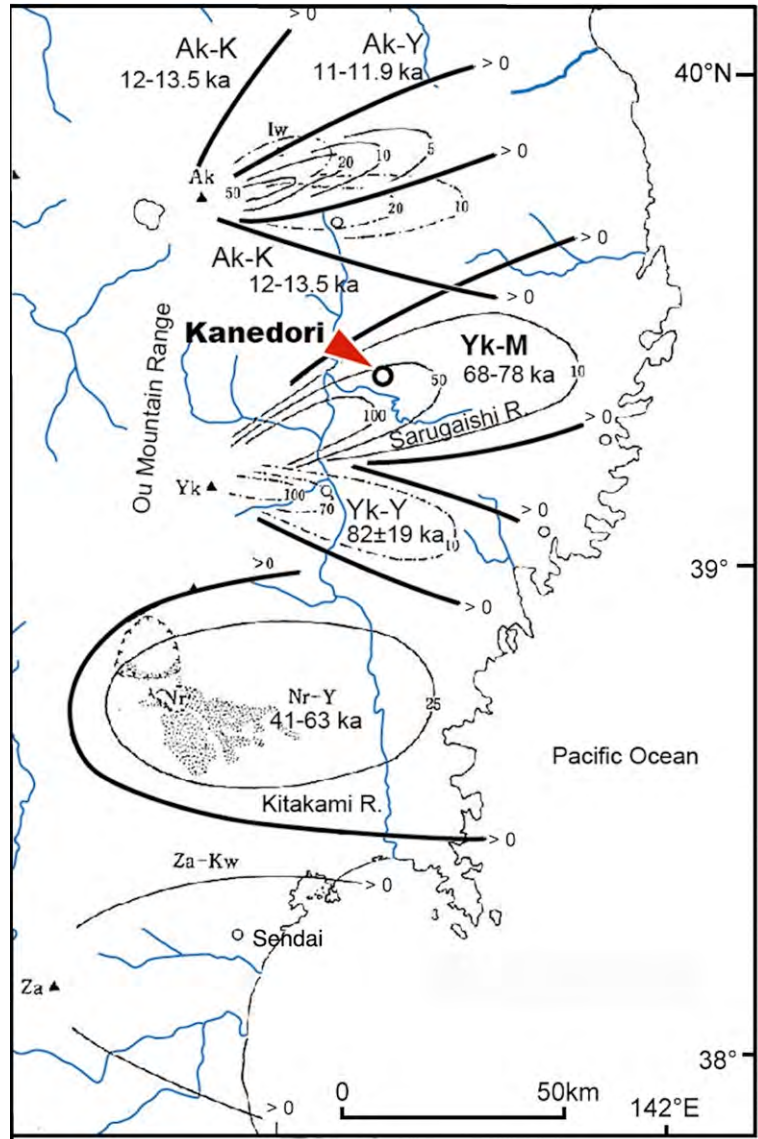 > 0
Ak-K
12-13.5 ka
Ak-Y
11-11.9 ka
> 0
40°N
Iw
5
10
20
50
Ak
> 0
10
20
> 0
Ak-K
12-13.5 ka
> 0
Kanedori
Yk-M
68-78 ka
10
50
100
Ou Mountain Range
Sarugaishi R.
> 0
Yk
100
70
Yk-Y
82±19 ka
10
> 0
39°
>0
> 0
Nr
Nr-Y
41-63 ka
25
Pacific Ocean
Kitakami R.
> 0
Za-Kw
> 0
Sendai
Za
38°
0
50km
142°E
> 0